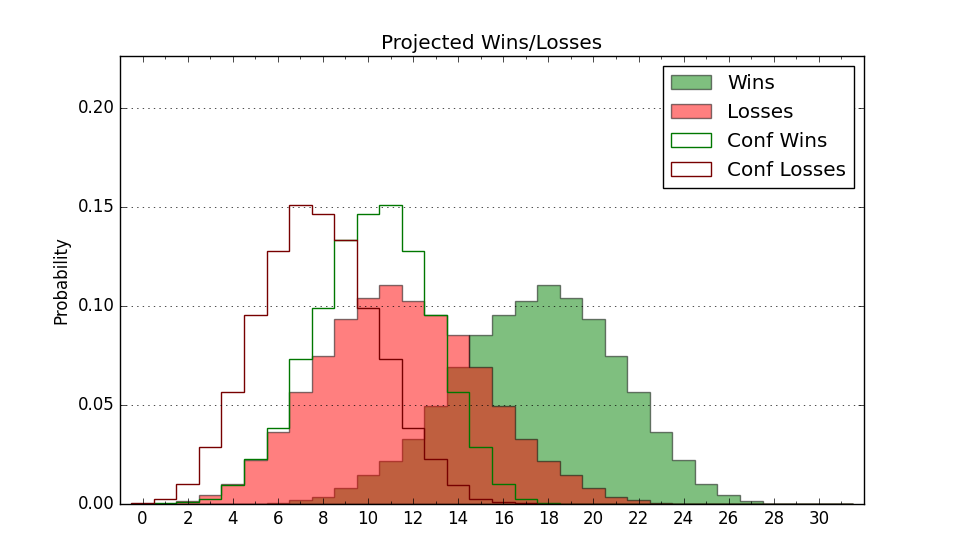 Projected Wins/Losses
Wins
Losses
Conf Wins
Conf Losses
Probability
0.20
0.15
0.10
0.05
0.00
0 2 4 6 8 10 12 14 16 18 20 22 24 26 28 30